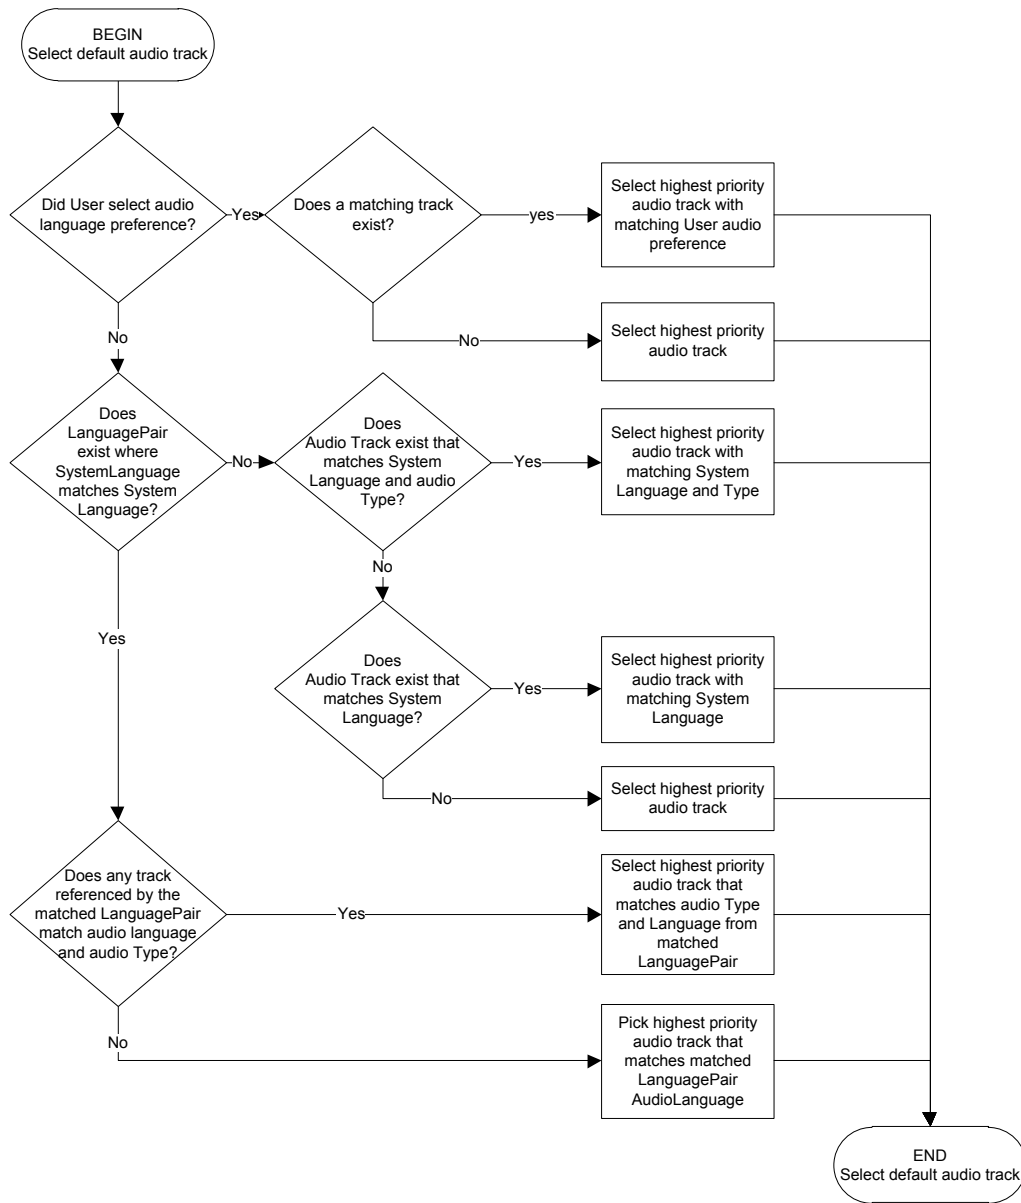 BEGIN
Select default audio track
Did User select audio
language preference?
Yes
Does a matching track
exist?
yes
Select highest priority
audio track with
matching User audio
preference
No
Select highest priority
audio track
No
Does
LanguagePair
exist where
SystemLanguage
matches System
Language?
No
Does
Audio Track exist that
matches System
Language and audio
Type?
Yes
Select highest priority
audio track with
matching System
Language and Type
No
Yes
Does
Audio Track exist that
matches System
Language?
Yes
Select highest priority
audio track with
matching System
Language
No
Select highest priority
audio track
Does any track
referenced by the
matched LanguagePair
match audio language
and audio Type?
Yes
Select highest priority
audio track that
matches audio Type
and Language from
matched
LanguagePair
No
Pick highest priority
audio track that
matches matched
LanguagePair
AudioLanguage
END
Select default audio track